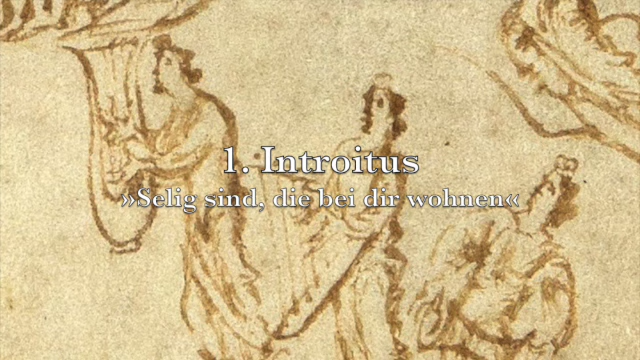 1. Introitus
»Selig sind, die bei dir wohnen«